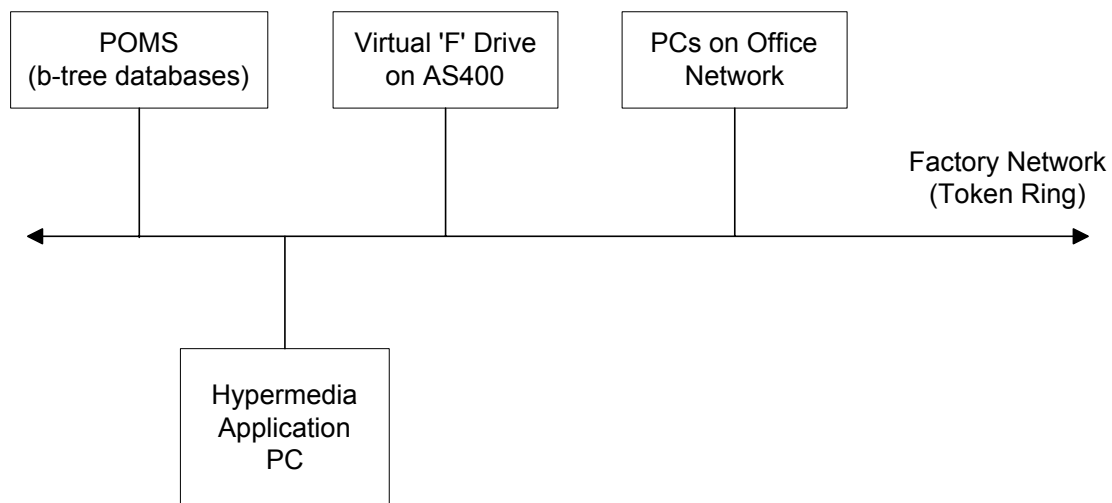 POMS
(b-tree databases)
Virtual 'F' Drive
on AS400
PCs on Office
Network
Factory Network
(Token Ring)
Hypermedia
Application
PC